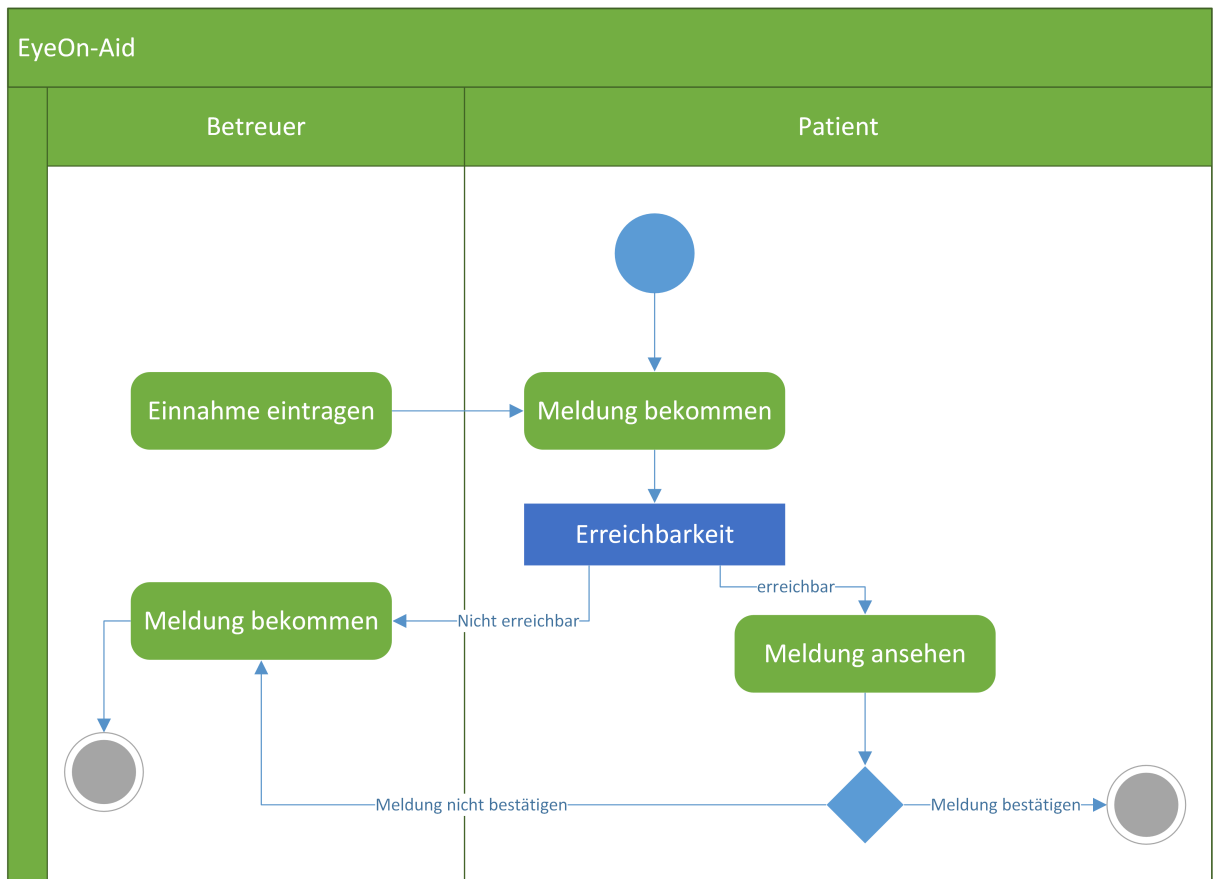 EyeOn-Aid
Betreuer
Patient
Einnahme eintragen
Meldung bekommen
Erreichbarkeit
erreichbar
Meldung bekommen
Nicht erreichbar
Meldung ansehen
Meldung nicht bestätigen
Meldung bestätigen